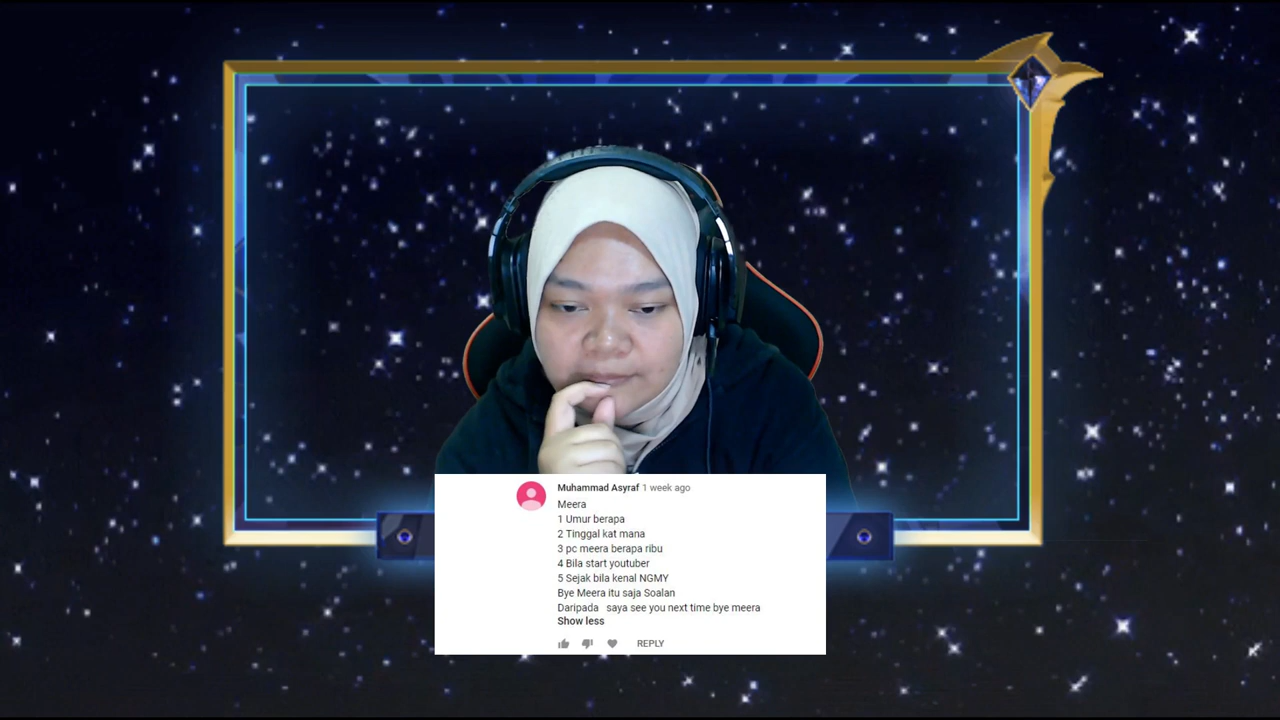 Muhammad Asyraf 1 week ago
Meera
1 Umur berapa
2 Tinggal kat mana
3 pc meera berapa ribu
4 Bila start youtuber
5 Sejak bila kenal NGMY
Bye Meera itu saja Soalan
Daripada saya see you next time bye meera
Show less
REPLY